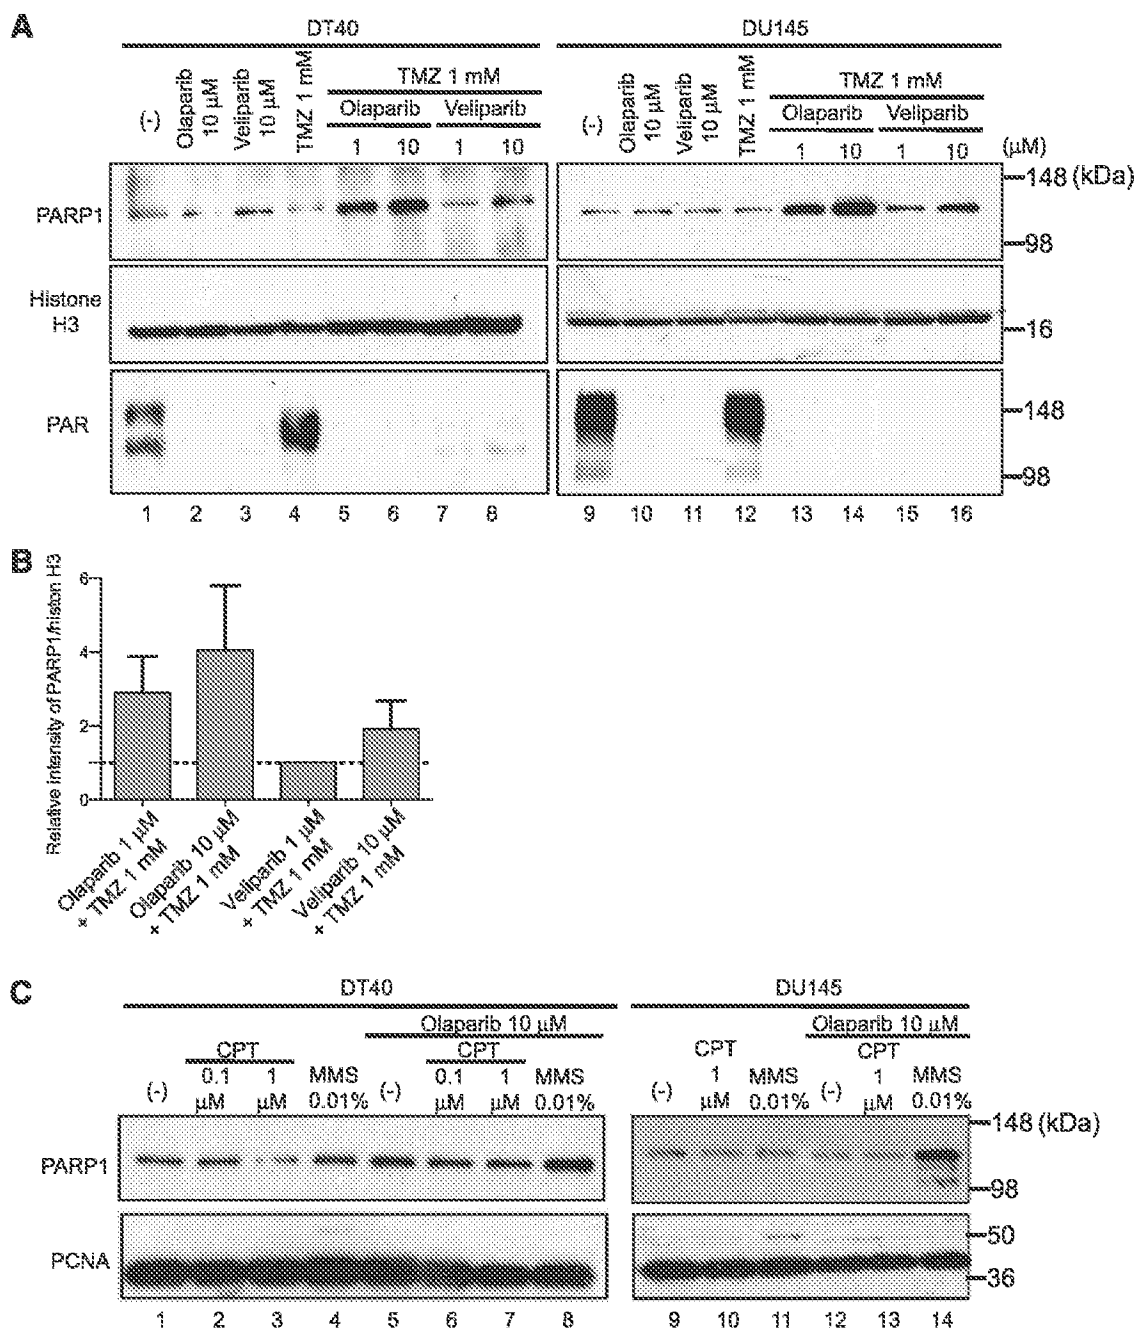 A
DT40
DU145
(-)
Olaparib
10 μM
Veliparib
10 μM
TMZ 1 mM
TMZ 1 mM
Olaparib
Veliparib
1
10
1
10
(-)
Olaparib
10 μM
Veliparib
10 μM
TMZ 1 mM
TMZ 1 mM
Olaparib
Veliparib
1
10
1
10
(μM)
PARP1
148 (kDa)
98
Histone
H3
16
PAR
148
98
1 2 3 4 5 6 7 8 9 10 11 12 13 14 15 16
B
Relative intensity of PARP1/histon H3
6
4
2
0
Olaparib 1 μM
+ TMZ 1 mM
Olaparib 10 μM
+ TMZ 1 mM
Veliparib 1 μM
+ TMZ 1 mM
Veliparib 10 μM
+ TMZ 1 mM
C
DT40
DU145
Olaparib 10 μM
Olaparib 10 μM
CPT
CPT
CPT
CPT
(-)
0.1
μM
1
μM
MMS
0.01%
(-)
0.1
μM
1
μM
MMS
0.01%
(-)
1
μM
MMS
0.01%
(-)
1
μM
MMS
0.01%
PARP1
148 (kDa)
98
PCNA
50
36
1 2 3 4 5 6 7 8 9 10 11 12 13 14